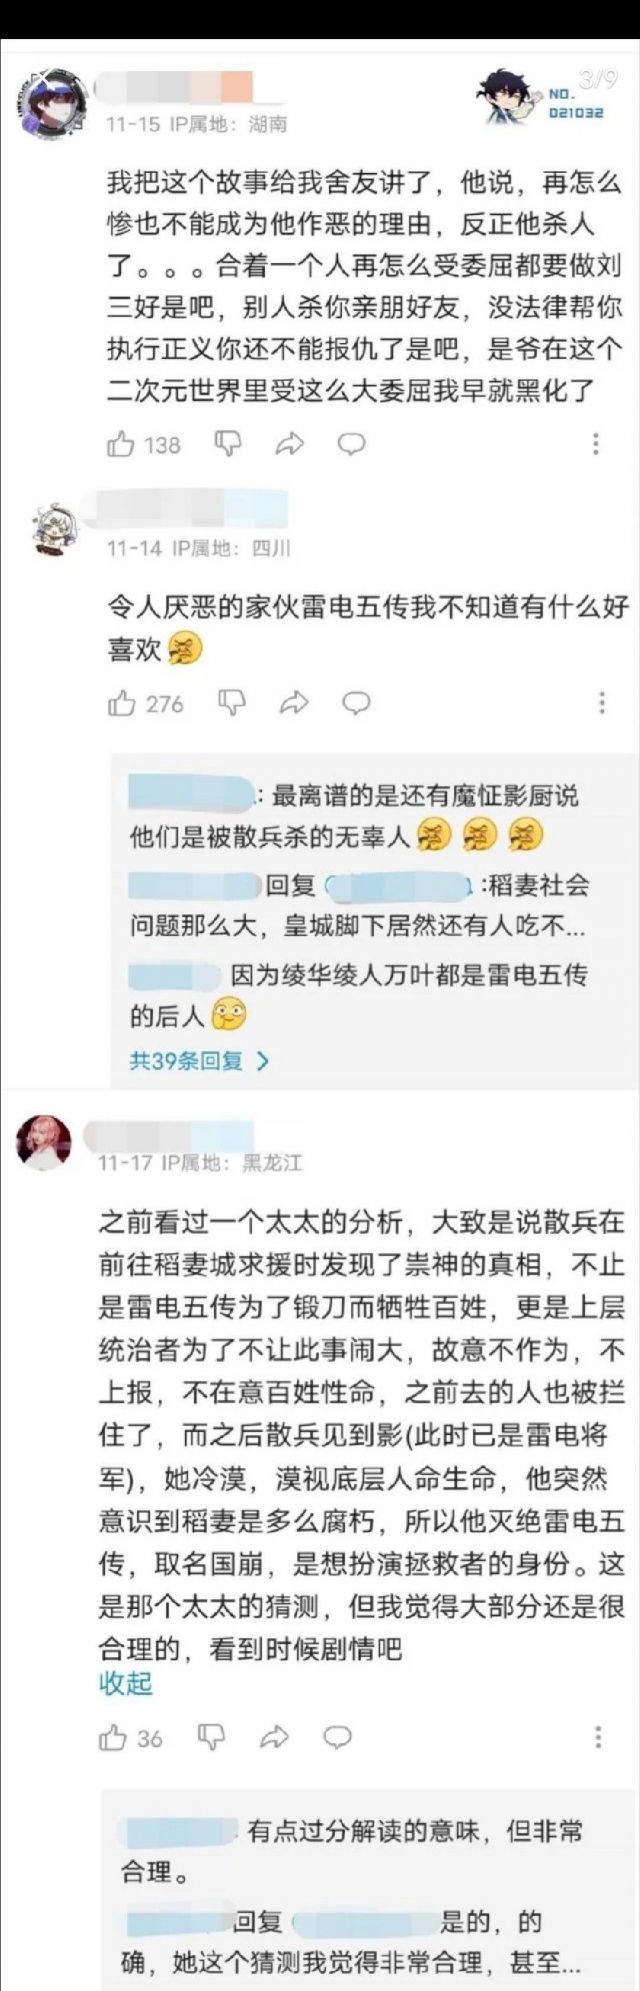 3/9
NO.
021032
11-15 IP属地：湖南
我把这个故事给我舍友讲了，他说，再怎么
惨也不能成为他作恶的理由，反正他杀人
了。。。合着一个人再怎么受委屈都要做刘
三好是吧，别人杀你亲朋好友，没法律帮你
执行正义你还不能报仇了是吧，是爷在这个
二次元世界里受这么大委屈我早就黑化了
138
11-14 IP属地：四川
令人厌恶的家伙雷电五传我不知道有什么好
喜欢
276
：最离谱的是还有魔怔影厨说
他们是被散兵杀的无辜人
回复 :稻妻社会
问题那么大，皇城脚下居然还有人吃不...
因为绫华绫人万叶都是雷电五传
的后人
共39条回复 >
11-17 IP属地：黑龙江
之前看过一个太太的分析，大致是说散兵在
前往稻妻城求援时发现了祟神的真相，不止
是雷电五传为了锻刀而牺牲百姓，更是上层
统治者为了不让此事闹大，故意不作为，不
上报，不在意百姓性命，之前去的人也被拦
住了，而之后散兵见到影(此时已是雷电将
军)，她冷漠，漠视底层人命生命，他突然
意识到稻妻是多么腐朽，所以他灭绝雷电五
传，取名国崩，是想扮演拯救者的身份。这
是那个太太的猜测，但我觉得大部分还是很
合理的，看到时候剧情吧
收起
36
有点过分解读的意味，但非常
合理。
回复 是的，的
确，她这个猜测我觉得非常合理，甚至...